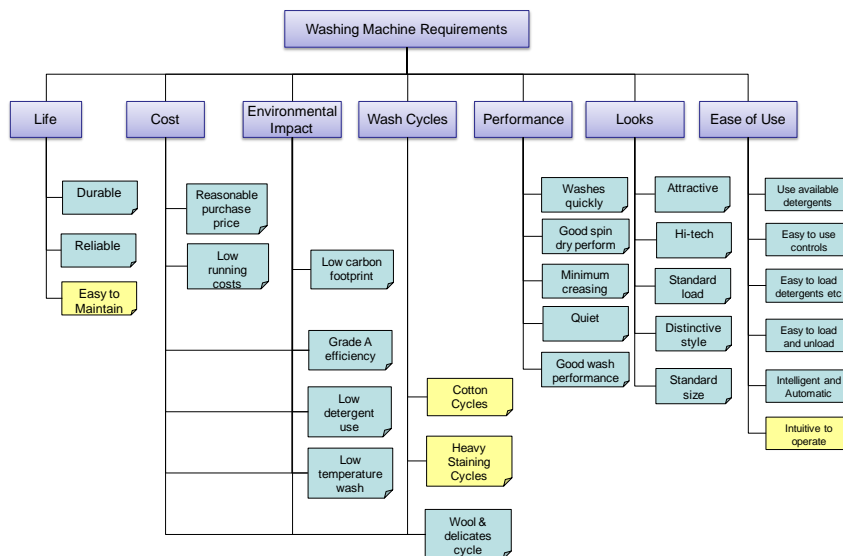 Washing Machine Requirements
Life
Cost
Environmental
Impact
Wash Cycles
Performance
Looks
Ease of Use
Durable
Reliable
Easy to
Maintain
Reasonable
purchase
price
Low
running
costs
Low carbon
footprint
Grade A
efficiency
Low
detergent
use
Low
temperature
wash
Cotton
Cycles
Heavy
Staining
Cycles
Wool &
delicates
cycle
Washes
quickly
Good spin
dry perform
Minimum
creasing
Quiet
Good wash
performance
Attractive
Hi-tech
Standard
load
Distinctive
style
Standard
size
Use available
detergents
Easy to use
controls
Easy to load
detergents etc
Easy to load
and unload
Intelligent and
Automatic
Intuitive to
operate